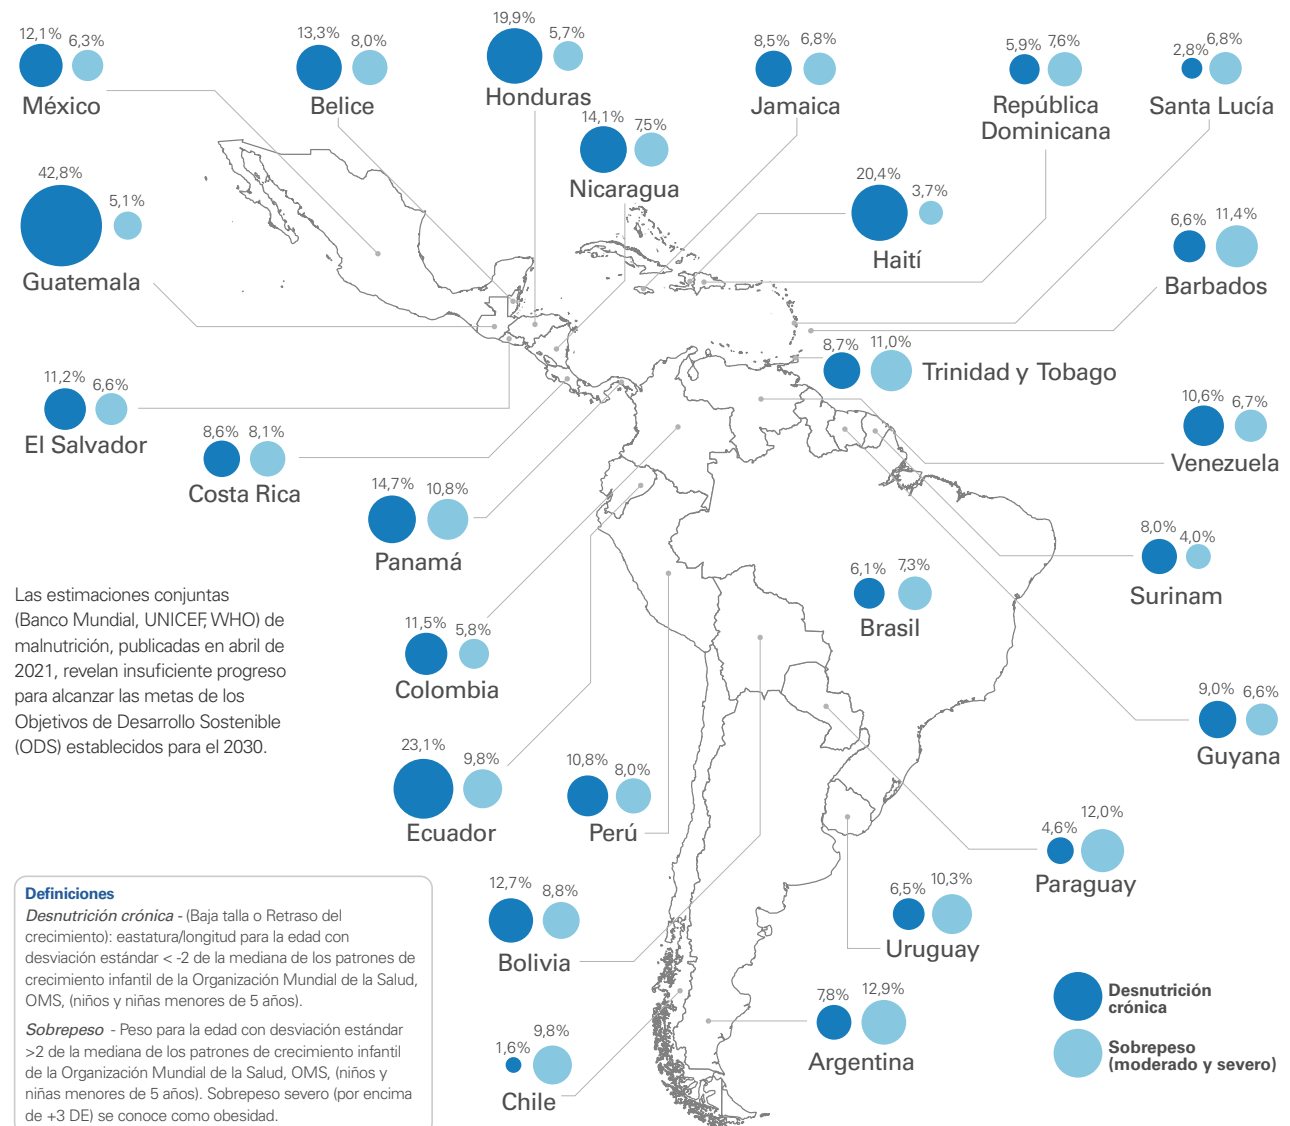 12,1% 6,3%
México
13,3% 8,0%
Belice
19,9% 5,7%
Honduras
14,1% 7,5%
Nicaragua
8,5% 6,8%
Jamaica
5,9% 7,6%
República
Dominicana
2,8% 6,8%
Santa Lucía
42,8% 5,1%
Guatemala
20,4% 3,7%
Haití
6,6% 11,4%
Barbados
8,7% 11,0%
Trinidad y Tobago
11,2% 6,6%
El Salvador
8,6% 8,1%
Costa Rica
10,6% 6,7%
Venezuela
14,7% 10,8%
Panamá
8,0% 4,0%
Surinam
6,1% 7,3%
Brasil
Las estimaciones conjuntas
(Banco Mundial, UNICEF, WHO) de
malnutrición, publicadas en abril de
2021, revelan insuficiente progreso
para alcanzar las metas de los
Objetivos de Desarrollo Sostenible
(ODS) establecidos para el 2030.
11,5% 5,8%
Colombia
9,0% 6,6%
Guyana
23,1% 9,8%
Ecuador
10,8% 8,0%
Perú
4,6% 12,0%
Paraguay
12,7% 8,8%
Bolivia
6,5% 10,3%
Uruguay
7,8% 12,9%
Argentina
1,6% 9,8%
Chile
Definiciones
Desnutrición crónica - (Baja talla o Retraso del
crecimiento): eastatura/longitud para la edad con
desviación estándar < -2 de la mediana de los patrones de
crecimiento infantil de la Organización Mundial de la Salud,
OMS, (niños y niñas menores de 5 años).
Sobrepeso - Peso para la edad con desviación estándar
>2 de la mediana de los patrones de crecimiento infantil
de la Organización Mundial de la Salud, OMS, (niños y
niñas menores de 5 años). Sobrepeso severo (por encima
de +3 DE) se conoce como obesidad.
Desnutrición
crónica
Sobrepeso
(moderado y severo)